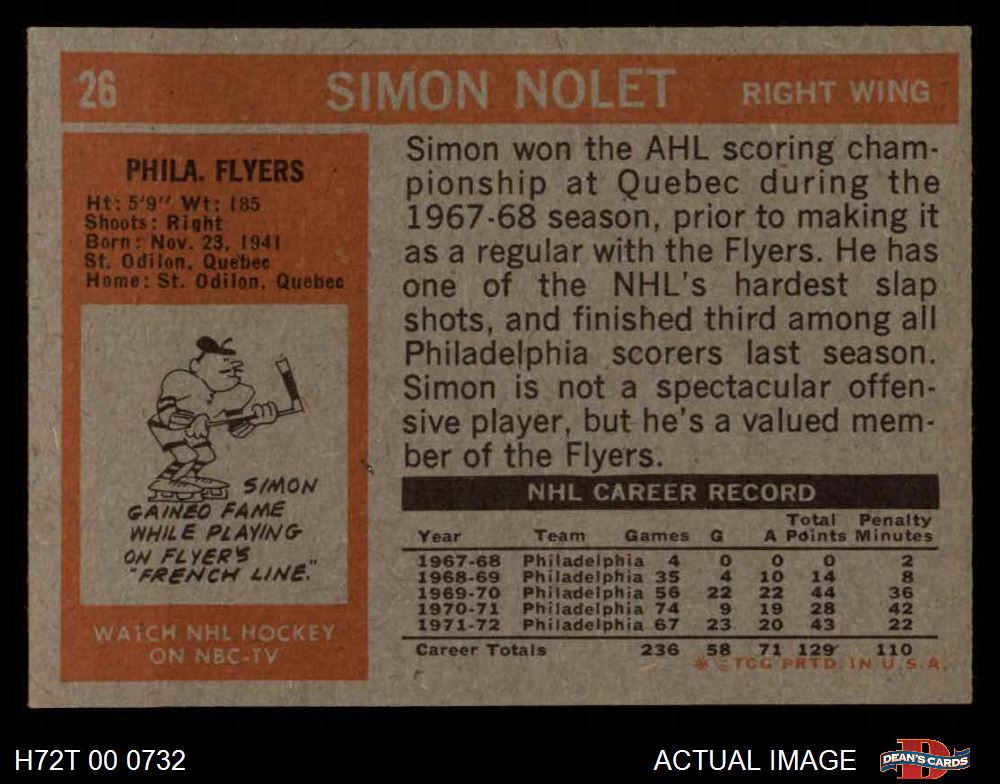 26 SIMON NOLET RIGHT WING
PHILA. FLYERS
Ht: 5'9" Wt: 185
Shoots: Right
Born: Nov. 23, 1941
St. Odilon, Quebec
Home: St. Odilon, Quebec
SIMON
GAINED FAME
WHILE PLAYING
ON FLYER'S
"FRENCH LINE."
WATCH NHL HOCKEY
ON NBC-TV
Simon won the AHL scoring cham-
pionship at Quebec during the
1967-68 season, prior to making it
as a regular with the Flyers. He has
one of the NHL's hardest slap
shots, and finished third among all
Philadelphia scorers last season.
Simon is not a spectacular offen-
sive player, but he's a valued mem-
ber of the Flyers.
NHL CAREER RECORD
Total Penalty
Year Team Games G A Points Minutes
1967-68 Philadelphia 4 0 0 0 2
1968-69 Philadelphia 35 4 10 14 8
1969-70 Philadelphia 56 22 22 44 36
1970-71 Philadelphia 74 9 19 28 42
1971-72 Philadelphia 67 23 20 43 22
Career Totals 236 58 71 129 110
* © TCG PRTD. IN U.S.A.
H72T 00 0732 ACTUAL IMAGE DEAN'S CARDS